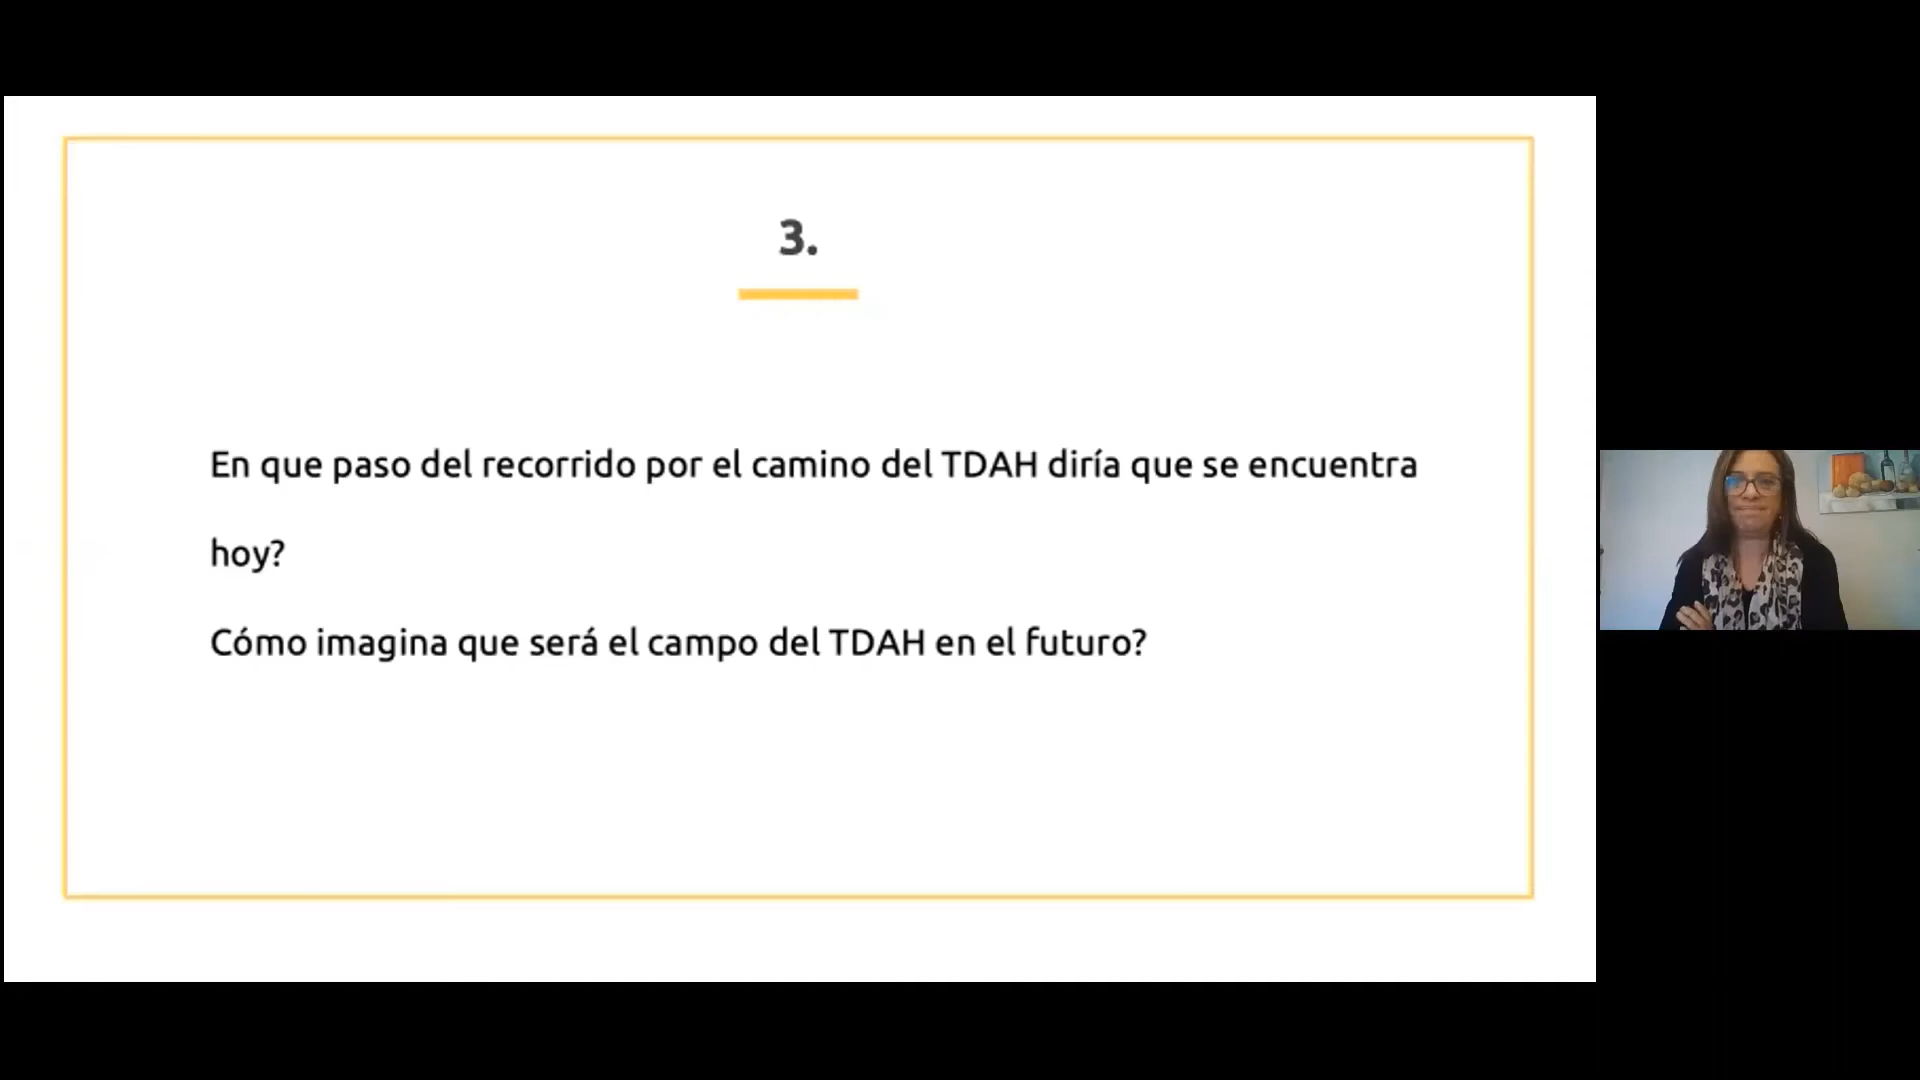 3.
En que paso del recorrido por el camino del TDAH diría que se encuentra
hoy?
Cómo imagina que será el campo del TDAH en el futuro?